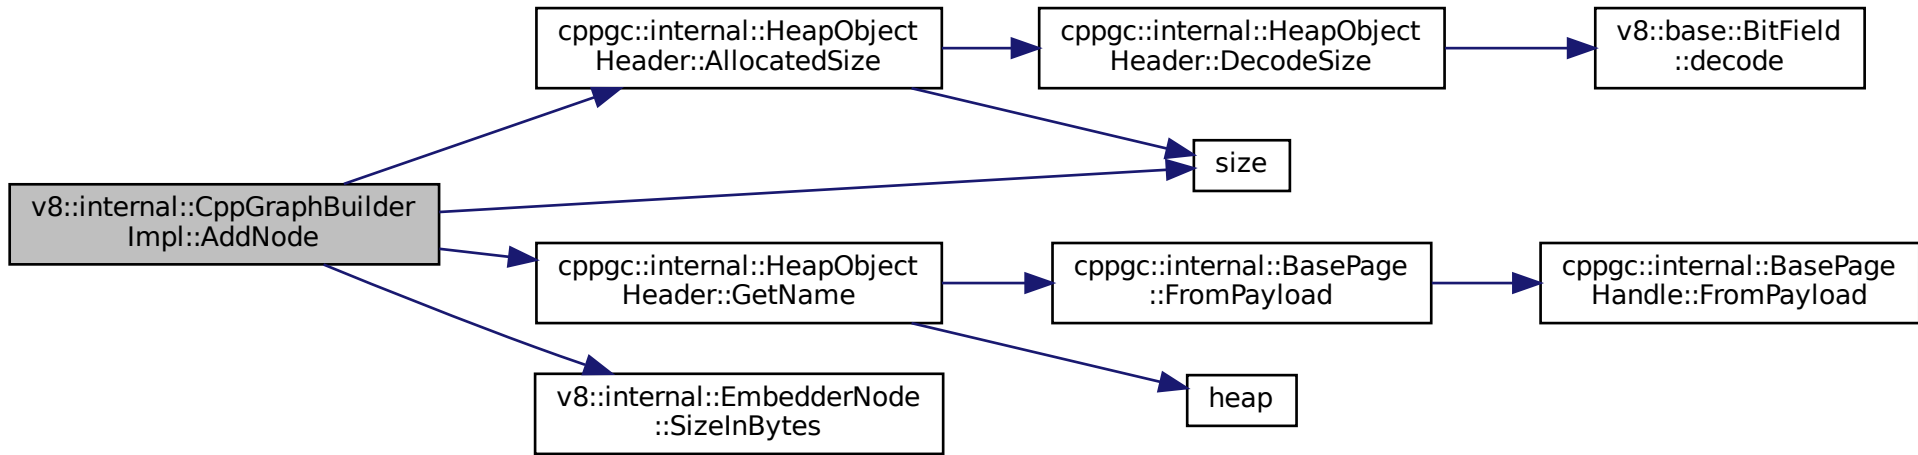 cppgc::internal::HeapObject
Header::AllocatedSize
cppgc::internal::HeapObject
Header::DecodeSize
v8::base::BitField
::decode
size
v8::internal::CppGraphBuilder
Impl::AddNode
cppgc::internal::HeapObject
Header::GetName
cppgc::internal::BasePage
::FromPayload
cppgc::internal::BasePage
Handle::FromPayload
heap
v8::internal::EmbedderNode
::SizeInBytes